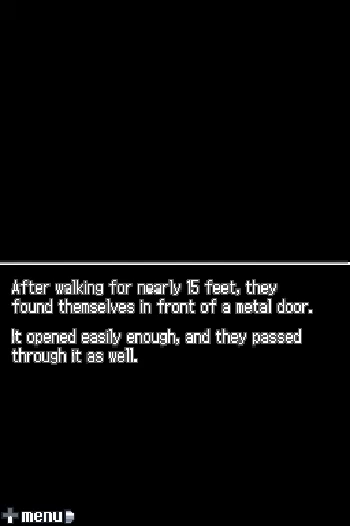 After walking for nearly 15 feet, they
found themselves in front of a metal door.
It opened easily enough, and they passed
through it as well.
menu